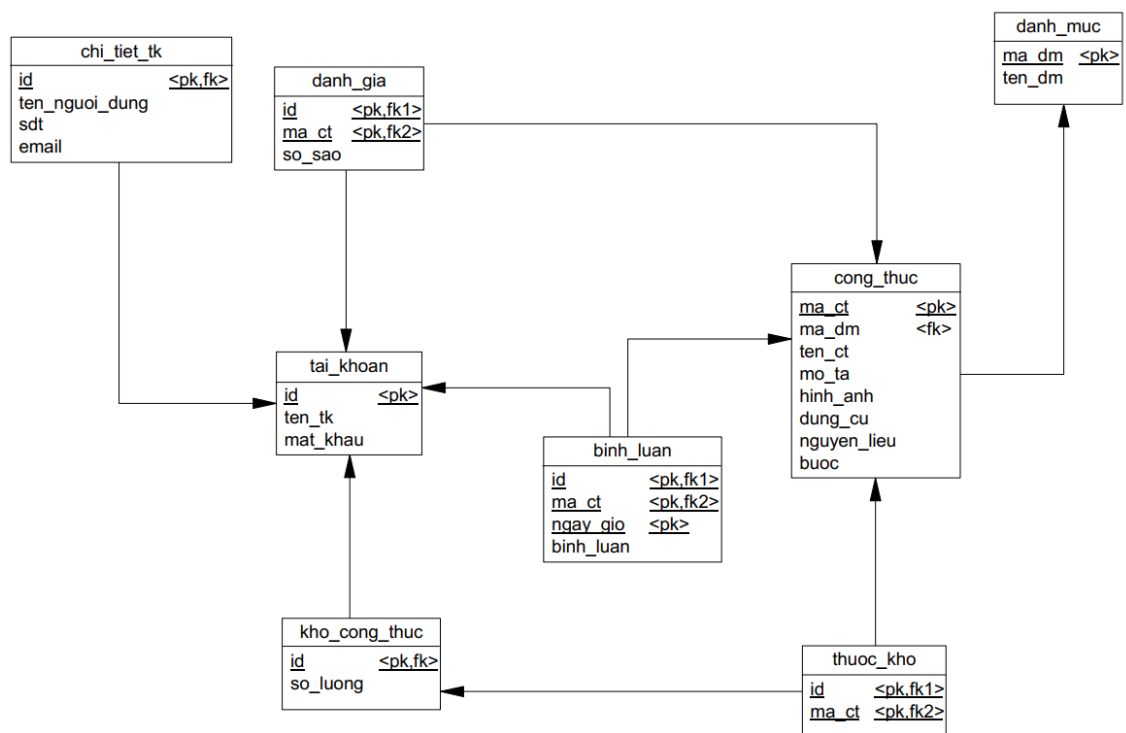 chi_tiet_tk
id <pk,fk>
ten_nguoi_dung
sdt
email
danh_gia
id <pk,fk1>
ma_ct <pk,fk2>
so_sao
danh_muc
ma_dm <pk>
ten_dm
cong_thuc
ma_ct <pk>
ma_dm <fk>
ten_ct
mo_ta
hinh_anh
dung_cu
nguyen_lieu
buoc
tai_khoan
id <pk>
ten_tk
mat_khau
binh_luan
id <pk,fk1>
ma_ct <pk,fk2>
ngay_gio <pk>
binh_luan
kho_cong_thuc
id <pk,fk>
so_luong
thuoc_kho
id <pk,fk1>
ma_ct <pk,fk2>